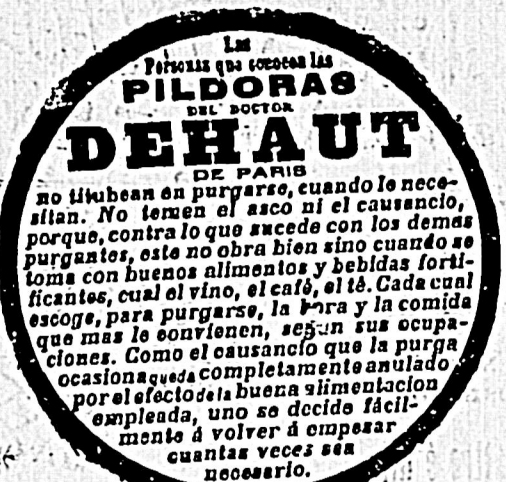 Las
Personas que conocen las
PILDORAS
DEL DOCTOR
DEHAUT
DE PARIS
no titubean en purgarse, cuando lo nece-
sitan. No temen el asco ni el causancio,
porque, contra lo que sucede con los demas
purgantes, este no obra bien sino cuando se
toma con buenos alimentos y bebidas forti-
ficantes, cual el vino, el café, el té. Cada cual
escoge, para purgarse, la hora y la comida
que mas le convienen, segun sus ocupa-
ciones. Como el causancio que la purga
ocasiona queda completamente anulado
por el efecto de la buena alimentacion
empleada, uno se decide fácil-
mente á volver á empesar
cuantas veces sea
necesario.